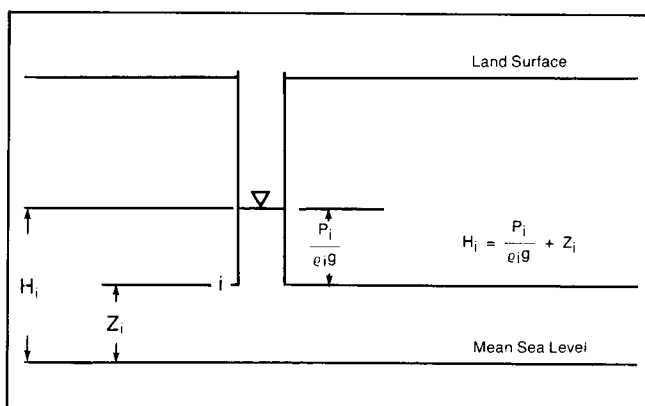 Land Surface
P_i
ϱ_i g
H_i = P_i / ϱ_i g + Z_i
H_i
i
Z_i
Mean Sea Level